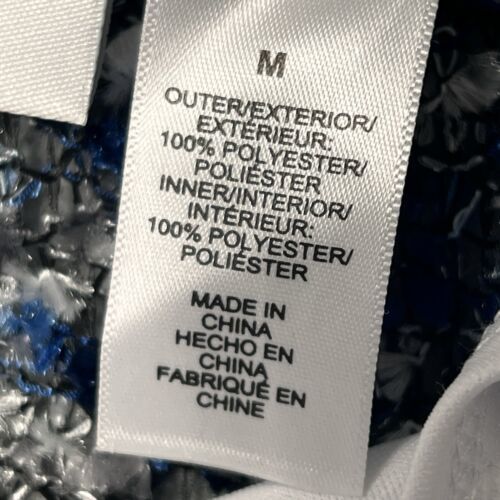 M
OUTER/EXTERIOR/
EXTÉRIEUR:
100% POLYESTER/
POLIÉSTER
INNER/INTERIOR/
INTÉRIEUR:
100% POLYESTER/
POLIÉSTER
MADE IN
CHINA
HECHO EN
CHINA
FABRIQUÉ EN
CHINE